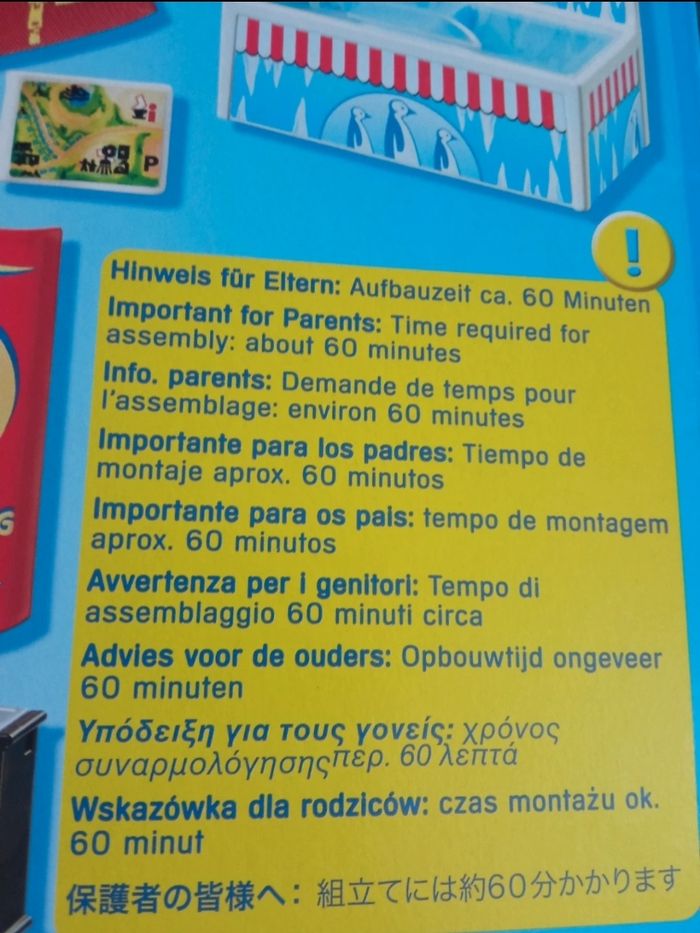 i
P
G
!
Hinweis für Eltern: Aufbauzeit ca. 60 Minuten
Important for Parents: Time required for
assembly: about 60 minutes
Info. parents: Demande de temps pour
l'assemblage: environ 60 minutes
Importante para los padres: Tiempo de
montaje aprox. 60 minutos
Importante para os pais: tempo de montagem
aprox. 60 minutos
Avvertenza per i genitori: Tempo di
assemblaggio 60 minuti circa
Advies voor de ouders: Opbouwtijd ongeveer
60 minuten
Υπόδειξη για τους γονείς: χρόνος
συναρμολόγησης περ. 60 λεπτά
Wskazówka dla rodziców: czas montażu ok.
60 minut
保護者の皆様へ：組立てには約60分かかります